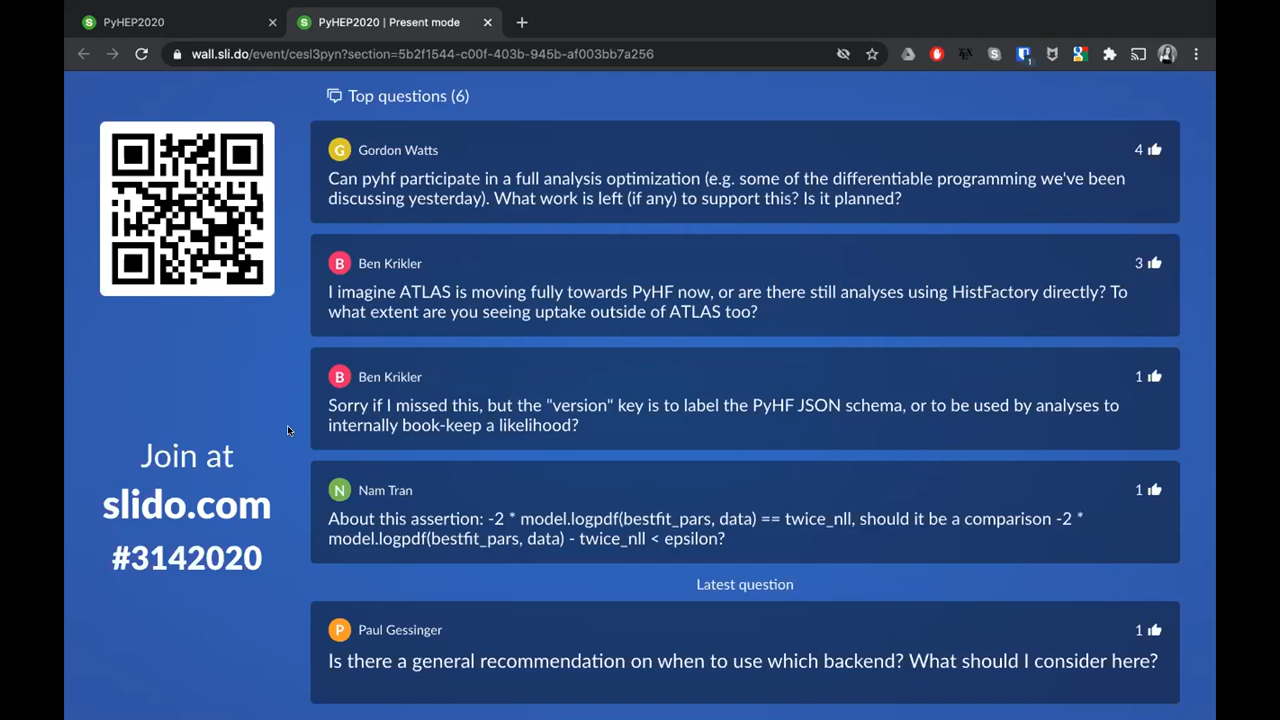 PyHEP2020
PyHEP2020 | Present mode
wall.sli.do/event/cesl3pyn?section=5b2f1544-c00f-403b-945b-af003bb7a256
Top questions (6)
G Gordon Watts 4
Can pyhf participate in a full analysis optimization (e.g. some of the differentiable programming we've been
discussing yesterday). What work is left (if any) to support this? Is it planned?
B Ben Krikler 3
I imagine ATLAS is moving fully towards PyHF now, or are there still analyses using HistFactory directly? To
what extent are you seeing uptake outside of ATLAS too?
B Ben Krikler 1
Sorry if I missed this, but the "version" key is to label the PyHF JSON schema, or to be used by analyses to
internally book-keep a likelihood?
N Nam Tran 1
About this assertion: -2 * model.logpdf(bestfit_pars, data) == twice_nll, should it be a comparison -2 *
model.logpdf(bestfit_pars, data) - twice_nll < epsilon?
Latest question
P Paul Gessinger 1
Is there a general recommendation on when to use which backend? What should I consider here?
Join at
slido.com
#3142020